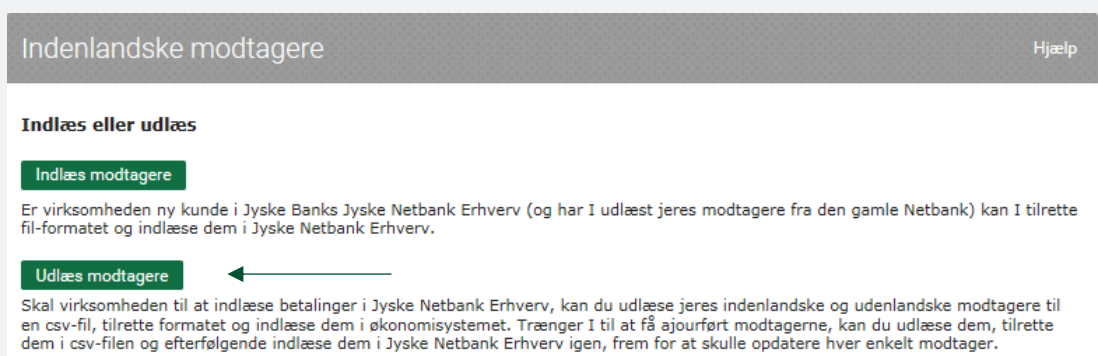 Indenlandske modtagere
Hjælp
Indlæs eller udlæs
Indlæs modtagere
Er virksomheden ny kunde i Jyske Banks Jyske Netbank Erhverv (og har I udlæst jeres modtagere fra den gamle Netbank) kan I tilrette
fil-formatet og indlæse dem i Jyske Netbank Erhverv.
Udlæs modtagere
Skal virksomheden til at indlæse betalinger i Jyske Netbank Erhverv, kan du udlæse jeres indenlandske og udenlandske modtagere til
en csv-fil, tilrette formatet og indlæse dem i økonomisystemet. Trænger I til at få ajourført modtagerne, kan du udlæse dem, tilrette
dem i csv-filen og efterfølgende indlæse dem i Jyske Netbank Erhverv igen, frem for at skulle opdatere hver enkelt modtager.